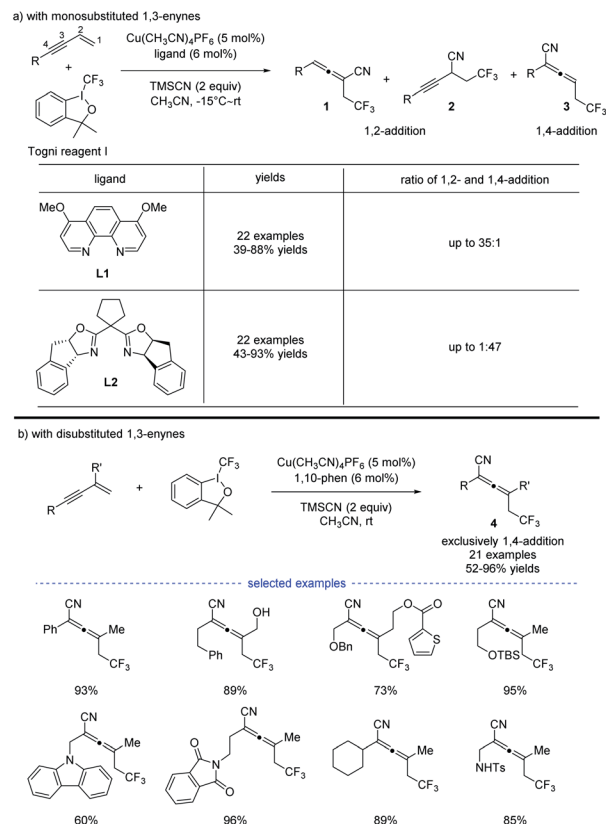 a) with monosubstituted 1,3-enynes
4 3 2 1
R
+
CF3
I
O
Togni reagent I
Cu(CH3CN)4PF6 (5 mol%)
ligand (6 mol%)
TMSCN (2 equiv)
CH3CN, -15°C~rt
R CN CF3
1
+
CN CF3 R
2
+
CN R CF3
3
1,2-addition 1,4-addition
ligand yields ratio of 1,2- and 1,4-addition
MeO OMe
N N
L1
22 examples
39-88% yields
up to 35:1
O O
N N
L2
22 examples
43-93% yields
up to 1:47
b) with disubstituted 1,3-enynes
R'
R
+
CF3
I
O
Cu(CH3CN)4PF6 (5 mol%)
1,10-phen (6 mol%)
TMSCN (2 equiv)
CH3CN, rt
CN
R R'
CF3
4
exclusively 1,4-addition
21 examples
52-96% yields
selected examples
CN
Ph Me
CF3
93%
CN OH
Ph CF3
89%
CN O O
OBn S
CF3
73%
CN
Me
OTBS CF3
95%
CN
N Me
CF3
60%
CN
O Me
N
O CF3
96%
CN
Me
CF3
89%
CN
Me
NHTs CF3
85%